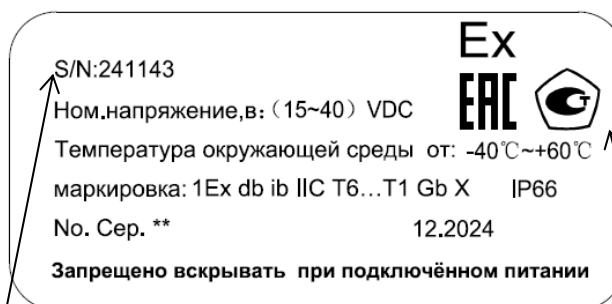 Ex
S/N:241143
EAC
Ном.напряжение,в:（15~40）VDC
Температура окружающей среды от: -40℃~+60℃
маркировка: 1Ex db ib IIC T6...T1 Gb X IP66
No. Сер. ** 12.2024
Запрещено вскрывать при подключённом питании